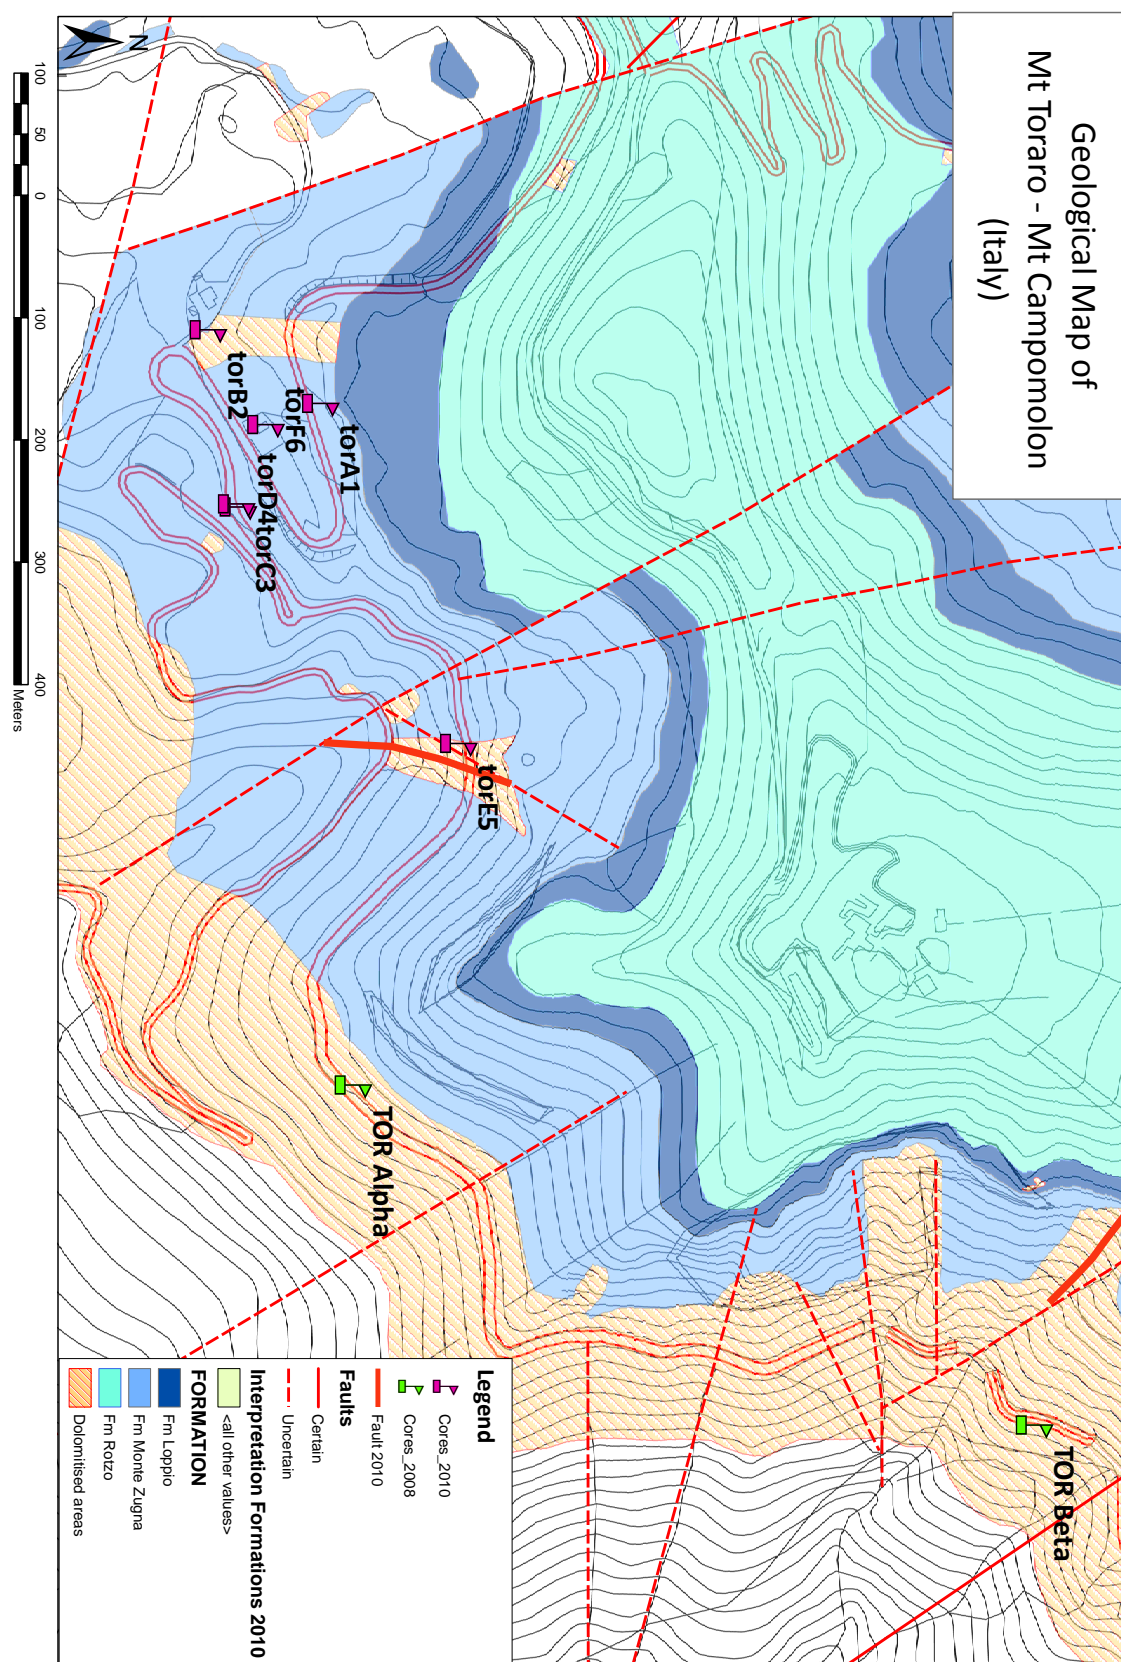 Geological Map of
Mt Toraro - Mt Campomolon
(Italy)
N
100 50 0 100 200 300 400
Meters
torB2
torF6
torA1
torD4
torC3
torE5
TOR Alpha
TOR Beta
Legend
Cores_2010
Cores_2008
Fault 2010
Faults
Certain
Uncertain
Interpretation Formations 2010
<all other values>
FORMATION
Fm Loppio
Fm Monte Zugna
Fm Rotzo
Dolomitised areas